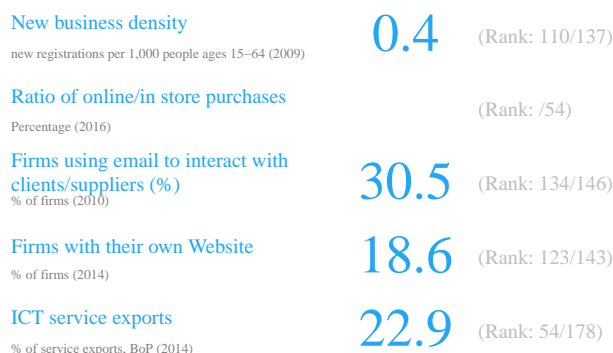 New business density
0.4 (Rank: 110/137)
new registrations per 1,000 people ages 15−64 (2009)
Ratio of online/in store purchases
(Rank: /54)
Percentage (2016)
Firms using email to interact with
clients/suppliers (%)
30.5 (Rank: 134/146)
% of firms (2010)
Firms with their own Website
18.6 (Rank: 123/143)
% of firms (2014)
ICT service exports
22.9 (Rank: 54/178)
% of service exports, BoP (2014)